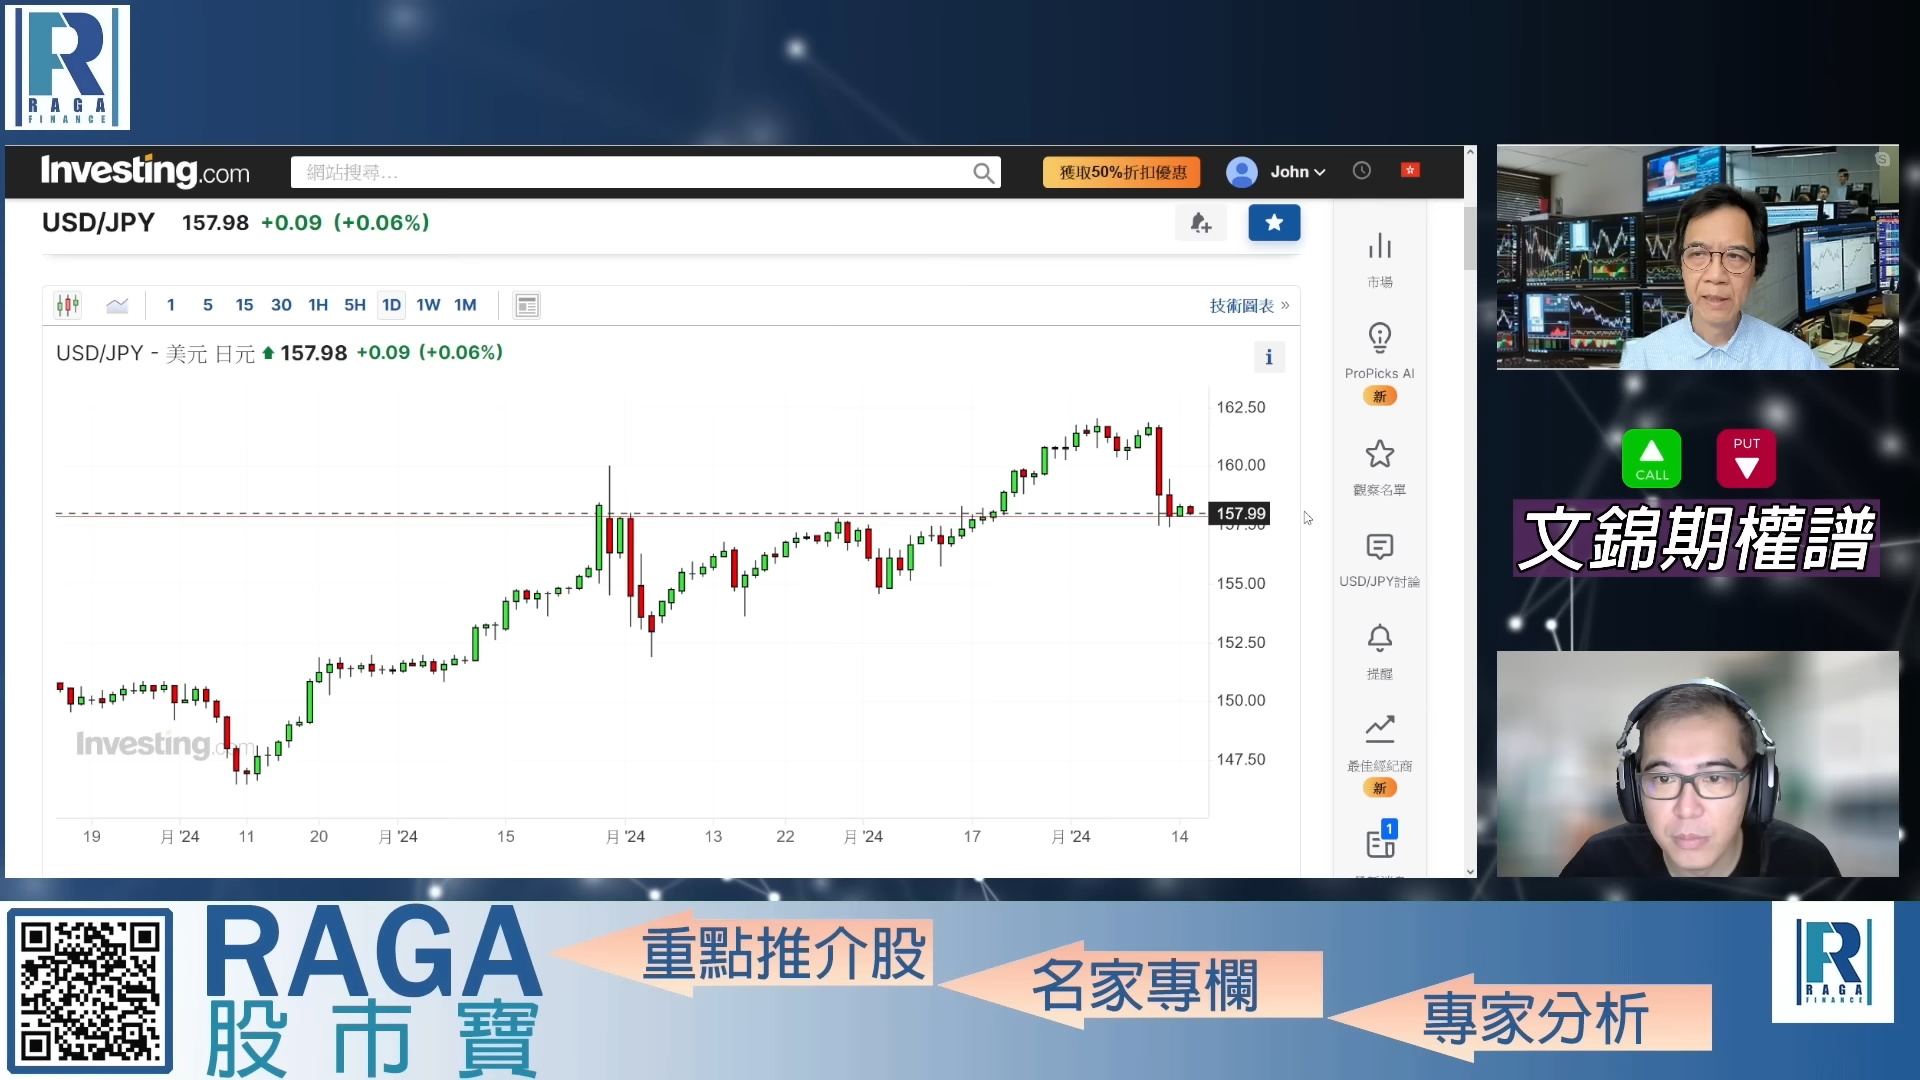 RAGA
FINANCE
Investing.com
網站搜尋...
獲取50%折扣優惠
John
USD/JPY 157.98 +0.09 (+0.06%)
1 5 15 30 1H 5H 1D 1W 1M
技術圖表 »
USD/JPY - 美元 日元 157.98 +0.09 (+0.06%)
i
162.50
160.00
157.99
157.50
155.00
152.50
150.00
147.50
Investing.com
19 月 '24 11 20 月 '24 15 月 '24 13 22 月 '24 17 月 '24 14
市場
ProPicks AI
新
觀察名單
USD/JPY討論
提醒
最佳經紀商
新
1
S
CALL
PUT
文錦期權譜
RAGA
股市寶
重點推介股
名家專欄
專家分析
RAGA
FINANCE